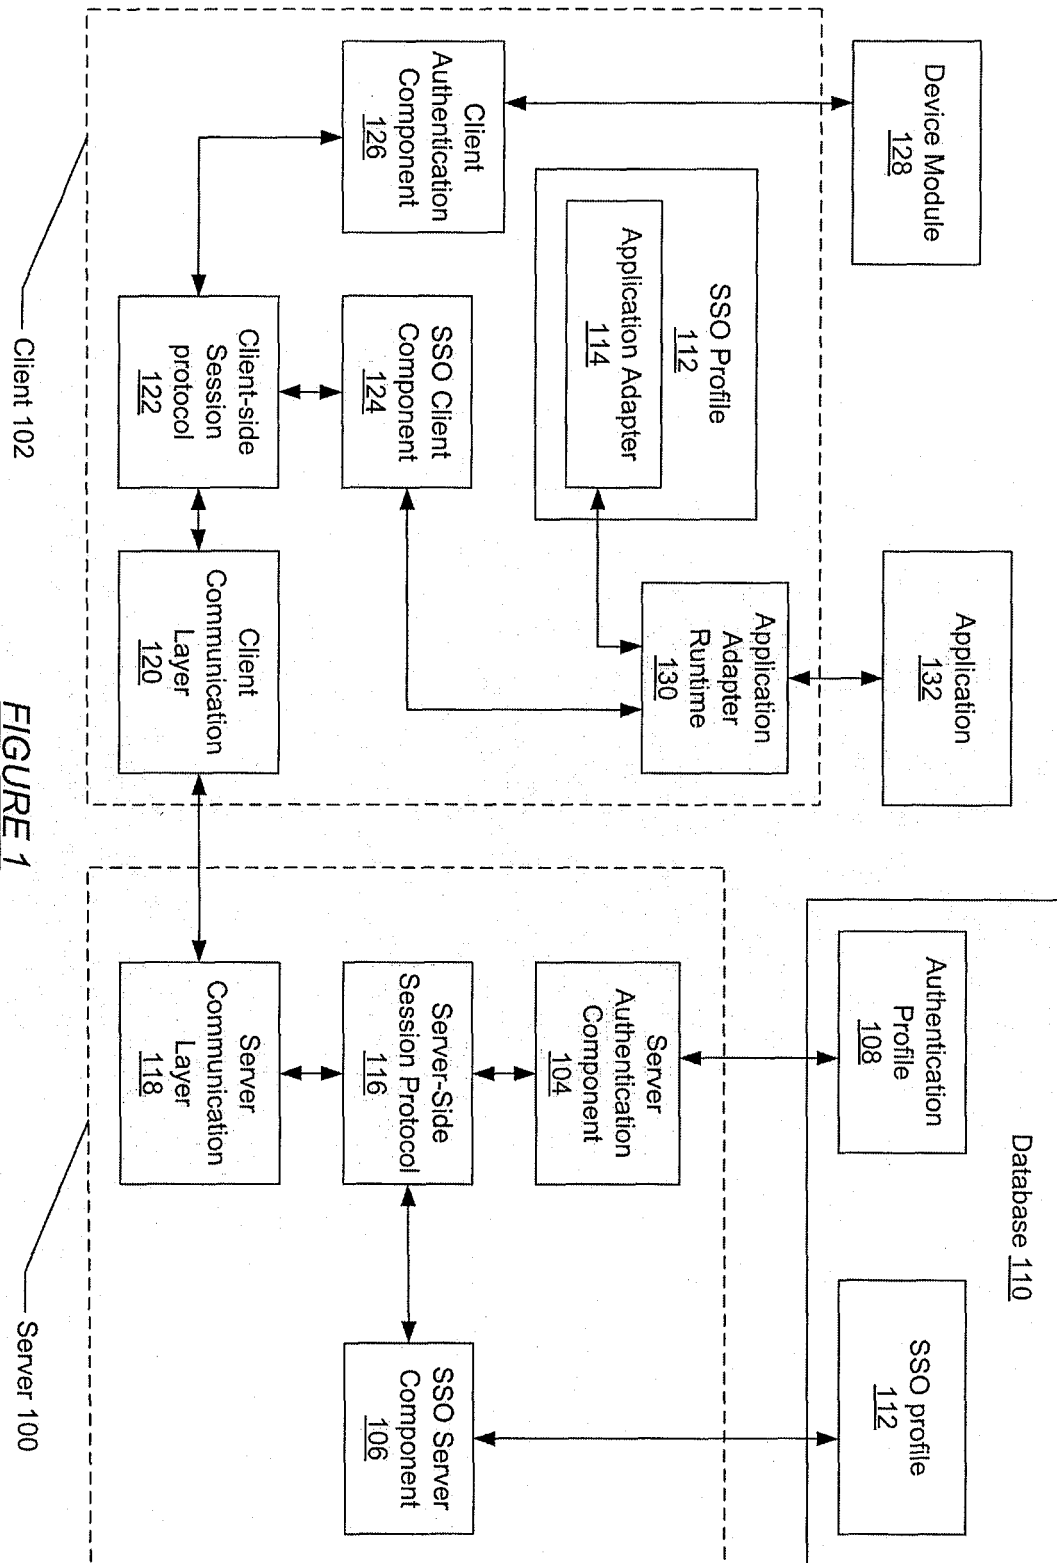 Device Module
128
Application
132
Database 110
Authentication
Profile
108
SSO profile
112
Client
Authentication
Component
126
SSO Profile
112
Application Adapter
114
Application
Adapter
Runtime
130
SSO Client
Component
124
Client-side
Session
protocol
122
Client
Communication
Layer
120
Server
Authentication
Component
104
Server-Side
Session Protocol
116
SSO Server
Component
106
Server
Communication
Layer
118
Client 102
Server 100
FIGURE 1